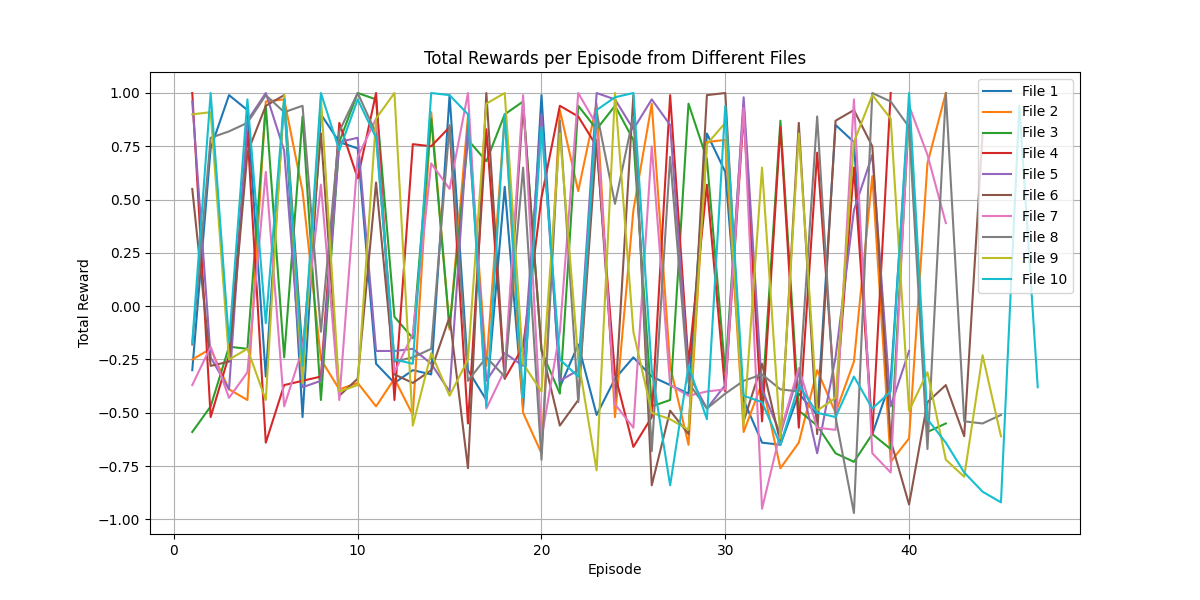 Total Rewards per Episode from Different Files
Total Reward
1.00
0.75
0.50
0.25
0.00
−0.25
−0.50
−0.75
−1.00
File 1
File 2
File 3
File 4
File 5
File 6
File 7
File 8
File 9
File 10
0 10 20 30 40
Episode